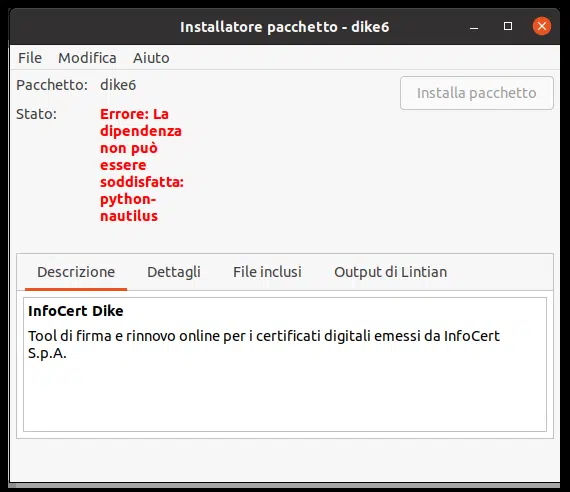 Installatore pacchetto - dike6
File Modifica Aiuto
Pacchetto: dike6
Installa pacchetto
Stato: Errore: La
dipendenza
non può
essere
soddisfatta:
python-
nautilus
Descrizione Dettagli File inclusi Output di Lintian
InfoCert Dike
Tool di firma e rinnovo online per i certificati digitali emessi da InfoCert
S.p.A.